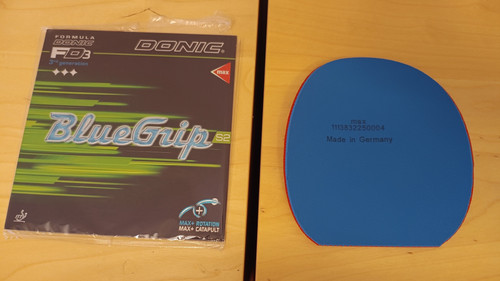 FORMULA
DONIC
FD3
3rd generation
DONIC
max
BlueGrip S2
MAX+ ROTATION
MAX+ CATAPULT
max
Made in Germany